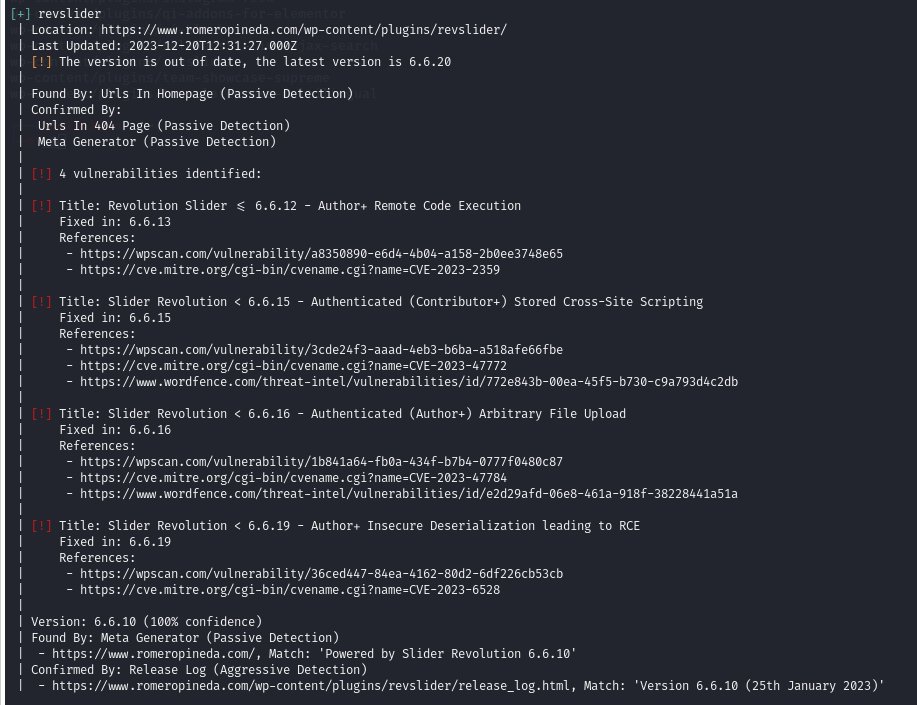 [+] revslider
| Location: https://www.romeropineda.com/wp-content/plugins/revslider/
| Last Updated: 2023-12-20T12:31:27.000Z
| [!] The version is out of date, the latest version is 6.6.20
|
| Found By: Urls In Homepage (Passive Detection)
| Confirmed By:
|  Urls In 404 Page (Passive Detection)
|  Meta Generator (Passive Detection)
|
| [!] 4 vulnerabilities identified:
|
| [!] Title: Revolution Slider <= 6.6.12 - Author+ Remote Code Execution
|     Fixed in: 6.6.13
|     References:
|      - https://wpscan.com/vulnerability/a8350890-e6d4-4b04-a158-2b0ee3748e65
|      - https://cve.mitre.org/cgi-bin/cvename.cgi?name=CVE-2023-2359
|
| [!] Title: Slider Revolution < 6.6.15 - Authenticated (Contributor+) Stored Cross-Site Scripting
|     Fixed in: 6.6.15
|     References:
|      - https://wpscan.com/vulnerability/3cde24f3-aaad-4eb3-b6ba-a518afe66fbe
|      - https://cve.mitre.org/cgi-bin/cvename.cgi?name=CVE-2023-47772
|      - https://www.wordfence.com/threat-intel/vulnerabilities/id/772e843b-00ea-45f5-b730-c9a793d4c2db
|
| [!] Title: Slider Revolution < 6.6.16 - Authenticated (Author+) Arbitrary File Upload
|     Fixed in: 6.6.16
|     References:
|      - https://wpscan.com/vulnerability/1b841a64-fb0a-434f-b7b4-0777f0480c87
|      - https://cve.mitre.org/cgi-bin/cvename.cgi?name=CVE-2023-47784
|      - https://www.wordfence.com/threat-intel/vulnerabilities/id/e2d29afd-06e8-461a-918f-38228441a51a
|
| [!] Title: Slider Revolution < 6.6.19 - Author+ Insecure Deserialization leading to RCE
|     Fixed in: 6.6.19
|     References:
|      - https://wpscan.com/vulnerability/36ced447-84ea-4162-80d2-6df226cb53cb
|      - https://cve.mitre.org/cgi-bin/cvename.cgi?name=CVE-2023-6528
|
| Version: 6.6.10 (100% confidence)
| Found By: Meta Generator (Passive Detection)
|  - https://www.romeropineda.com/, Match: 'Powered by Slider Revolution 6.6.10'
| Confirmed By: Release Log (Aggressive Detection)
|  - https://www.romeropineda.com/wp-content/plugins/revslider/release_log.html, Match: 'Version 6.6.10 (25th January 2023)'